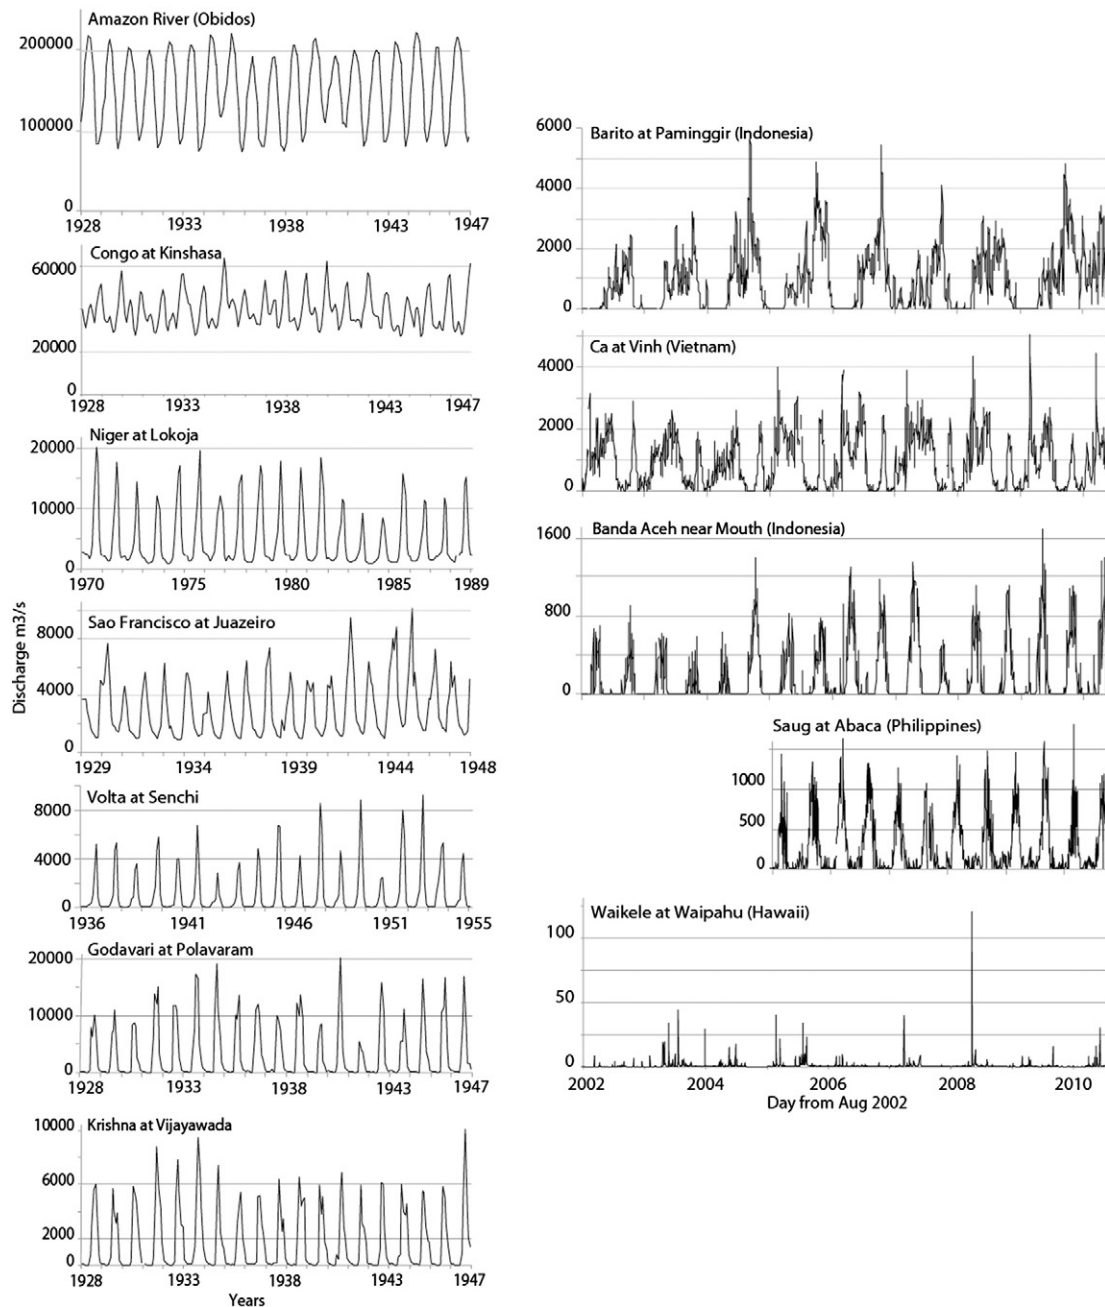 Amazon River (Obidos)
200000
100000
0
1928 1933 1938 1943 1947
Congo at Kinshasa
60000
20000
0
1928 1933 1938 1943 1947
Niger at Lokoja
20000
10000
0
1970 1975 1980 1985 1989
Sao Francisco at Juazeiro
8000
4000
0
1929 1934 1939 1944 1948
Volta at Senchi
8000
4000
0
1936 1941 1946 1951 1955
Godavari at Polavaram
20000
10000
0
1928 1933 1938 1943 1947
Krishna at Vijayawada
10000
6000
2000
0
1928 1933 1938 1943 1947
Years
Discharge m3/s
Barito at Paminggir (Indonesia)
6000
4000
2000
0
Ca at Vinh (Vietnam)
4000
2000
0
Banda Aceh near Mouth (Indonesia)
1600
800
0
Saug at Abaca (Philippines)
1000
500
0
Waikele at Waipahu (Hawaii)
100
50
0
2002 2004 2006 2008 2010
Day from Aug 2002